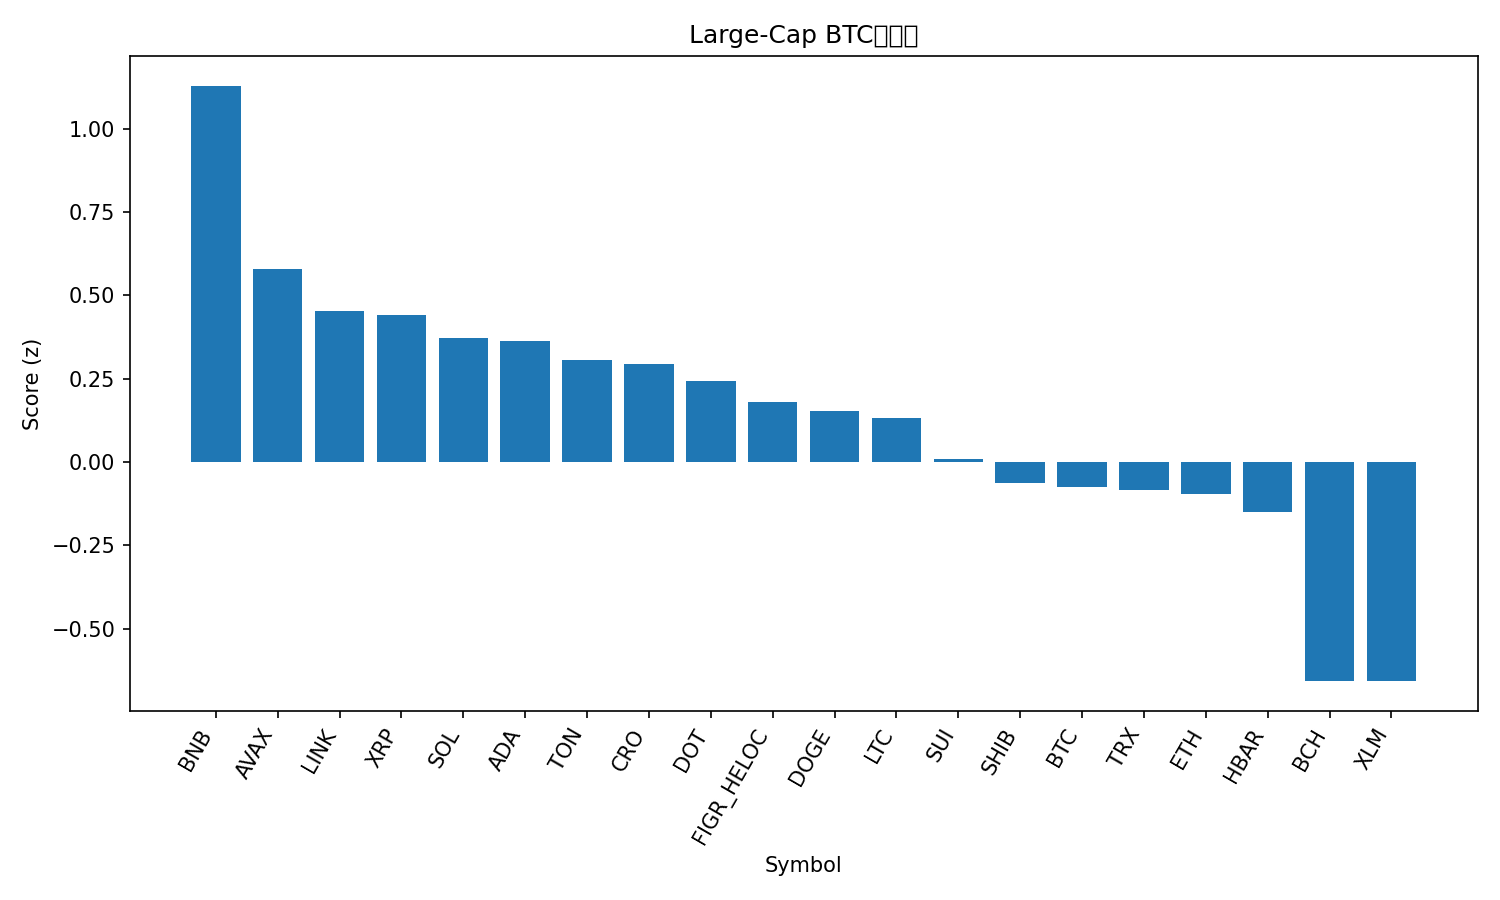 Large-Cap BTC
1.00
0.75
0.50
0.25
0.00
−0.25
−0.50
Score (z)
BNB
AVAX
LINK
XRP
SOL
ADA
TON
CRO
DOT
FIGR_HELOC
DOGE
LTC
SUI
SHIB
BTC
TRX
ETH
HBAR
BCH
XLM
Symbol